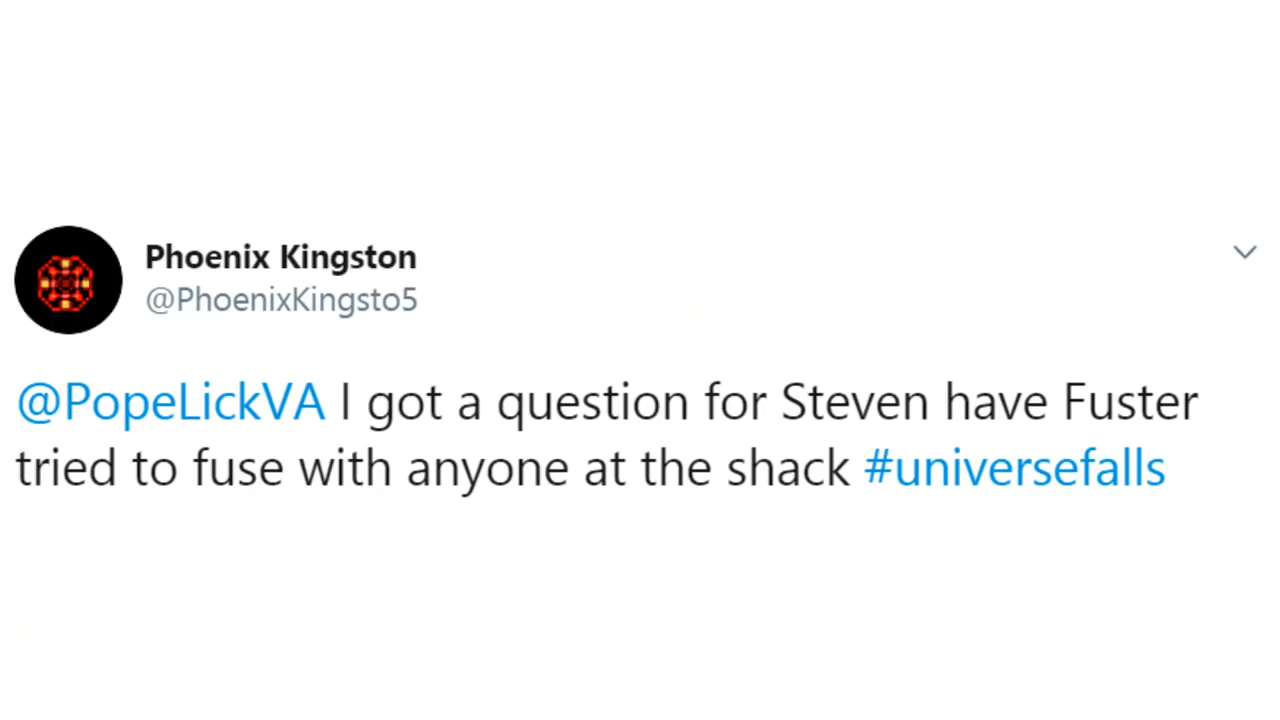 Phoenix Kingston
@PhoenixKingsto5
@PopeLickVA I got a question for Steven have Fuster
tried to fuse with anyone at the shack #universefalls